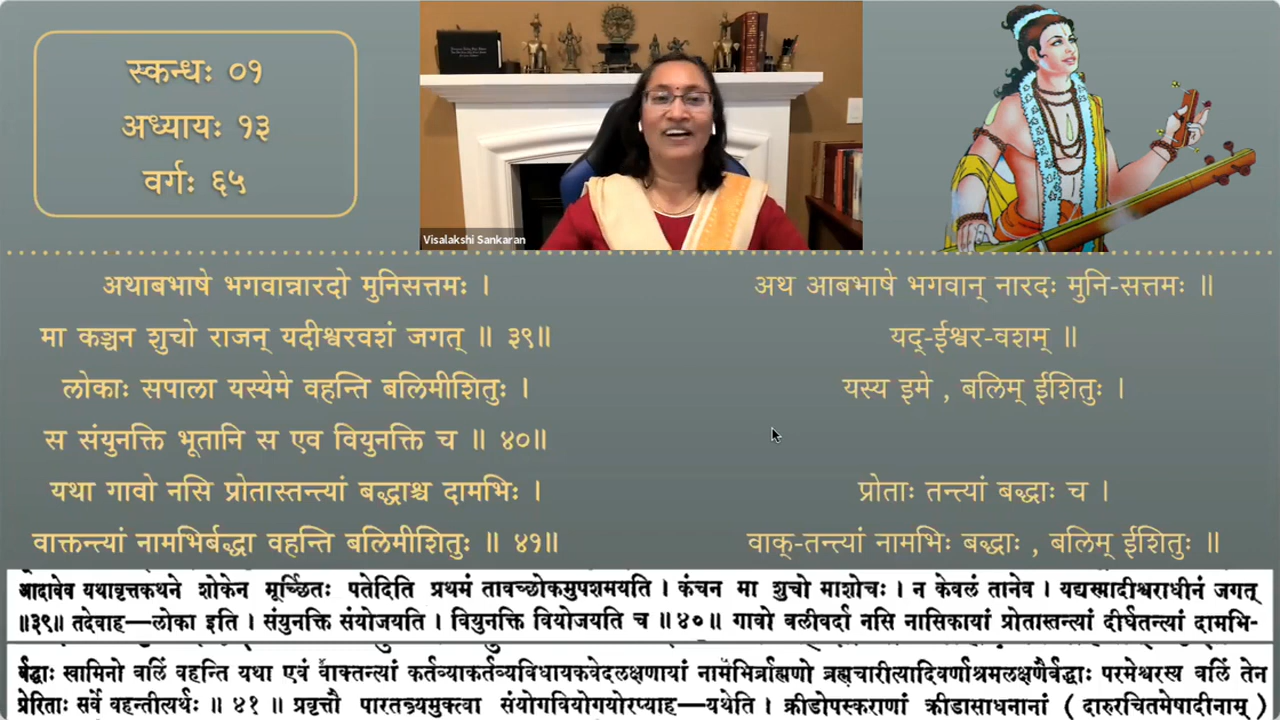 स्कन्धः ०१
अध्यायः १३
वर्गः ६५
Visalakshi Sankaran
अथाबभाषे भगवान्नारदो मुनिसत्तमः ।
मा कञ्चन शुचो राजन् यदीश्वरवशं जगत् ॥ ३९॥
लोकाः सपाला यस्येमे वहन्ति बलिमीशितुः ।
स संयुनक्ति भूतानि स एव वियुनक्ति च ॥ ४०॥
यथा गावो नसि प्रोतास्तन्त्यां बद्धाश्च दामभिः ।
वाक्तन्त्यां नामभिर्बद्धा वहन्ति बलिमीशितुः ॥ ४१॥
अथ आबभाषे भगवान् नारदः मुनि-सत्तमः ॥
यद्-ईश्वर-वशम् ॥
यस्य इमे , बलिम् ईशितुः ।
प्रोताः तन्त्यां बद्धाः च ।
वाक्-तन्त्यां नामभिः बद्धाः , बलिम् ईशितुः ॥
आदावेव यथावृत्तकथने शोकेन मूर्च्छितः पतेदिति प्रथमं तावच्छोकमुपशमयति । कंचन मा शुचो माशोचः । न केवलं तानेव । यद्यस्मादीश्वराधीनं जगत्
॥३९॥ तदेवाह—लोका इति । संयुनक्ति संयोजयति । वियुनक्ति वियोजयति च ॥४०॥ गावो बलीवर्दा नसि नासिकायां प्रोतास्तन्त्यां दीर्घतन्त्यां दामभि-
र्बद्धाः स्वामिनो बलिं वहन्ति यथा एवं वाक्तन्त्यां कर्तव्याकर्तव्यविधायकवेदलक्षणायां नामभिर्ब्राह्मणो ब्रह्मचारीत्यादिवर्णाश्रमलक्षणैर्बद्धाः परमेश्वरस्य बलिं तेन
प्रेरिताः सर्वे वहन्तीत्यर्थः ॥ ४१ ॥ प्रवृत्तौ पारतन्त्र्यमुक्त्वा संयोगवियोगयोरप्याह—यथेति । क्रीडोपस्कराणां क्रीडासाधनानां ( दारुरचितमेषादीनाम् )